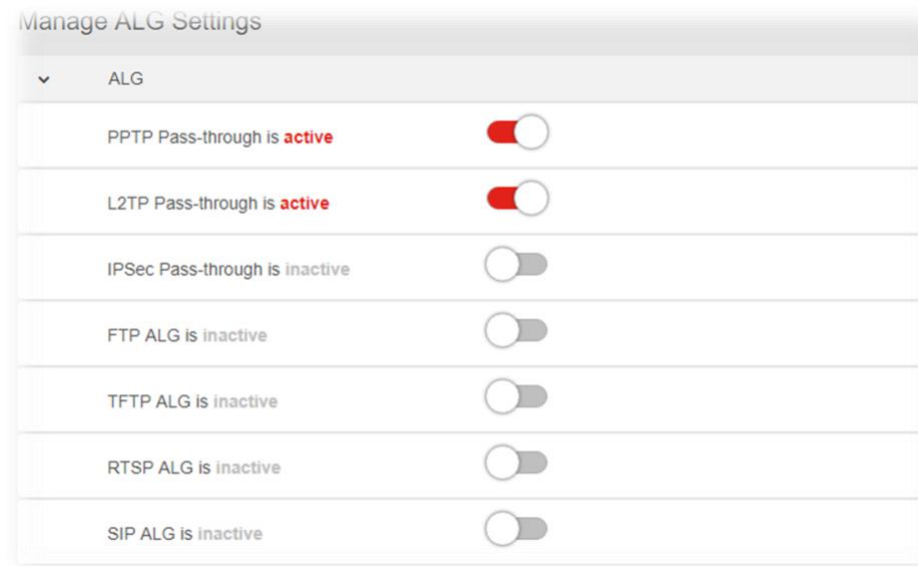 Manage ALG Settings
ALG
PPTP Pass-through is active
L2TP Pass-through is active
IPSec Pass-through is inactive
FTP ALG is inactive
TFTP ALG is inactive
RTSP ALG is inactive
SIP ALG is inactive